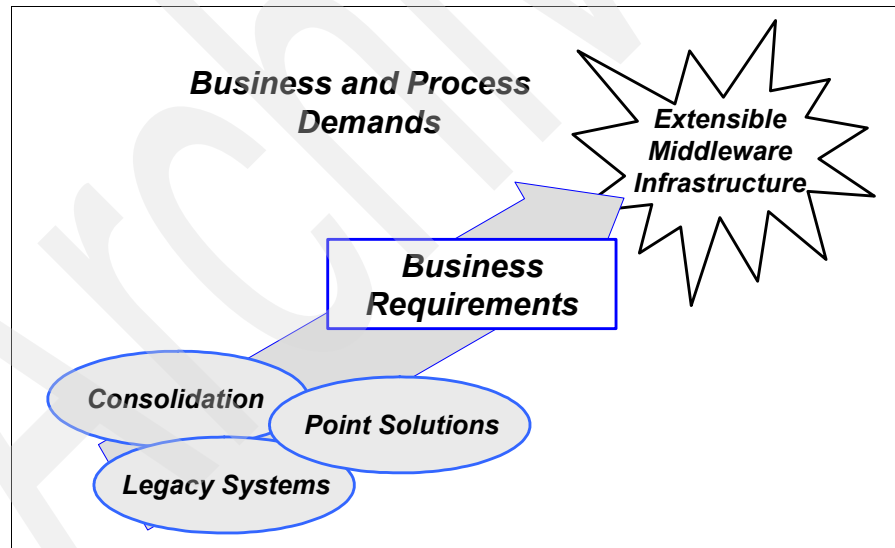 Business and Process
Demands
Extensible
Middleware
Infrastructure
Business
Requirements
Consolidation
Point Solutions
Legacy Systems